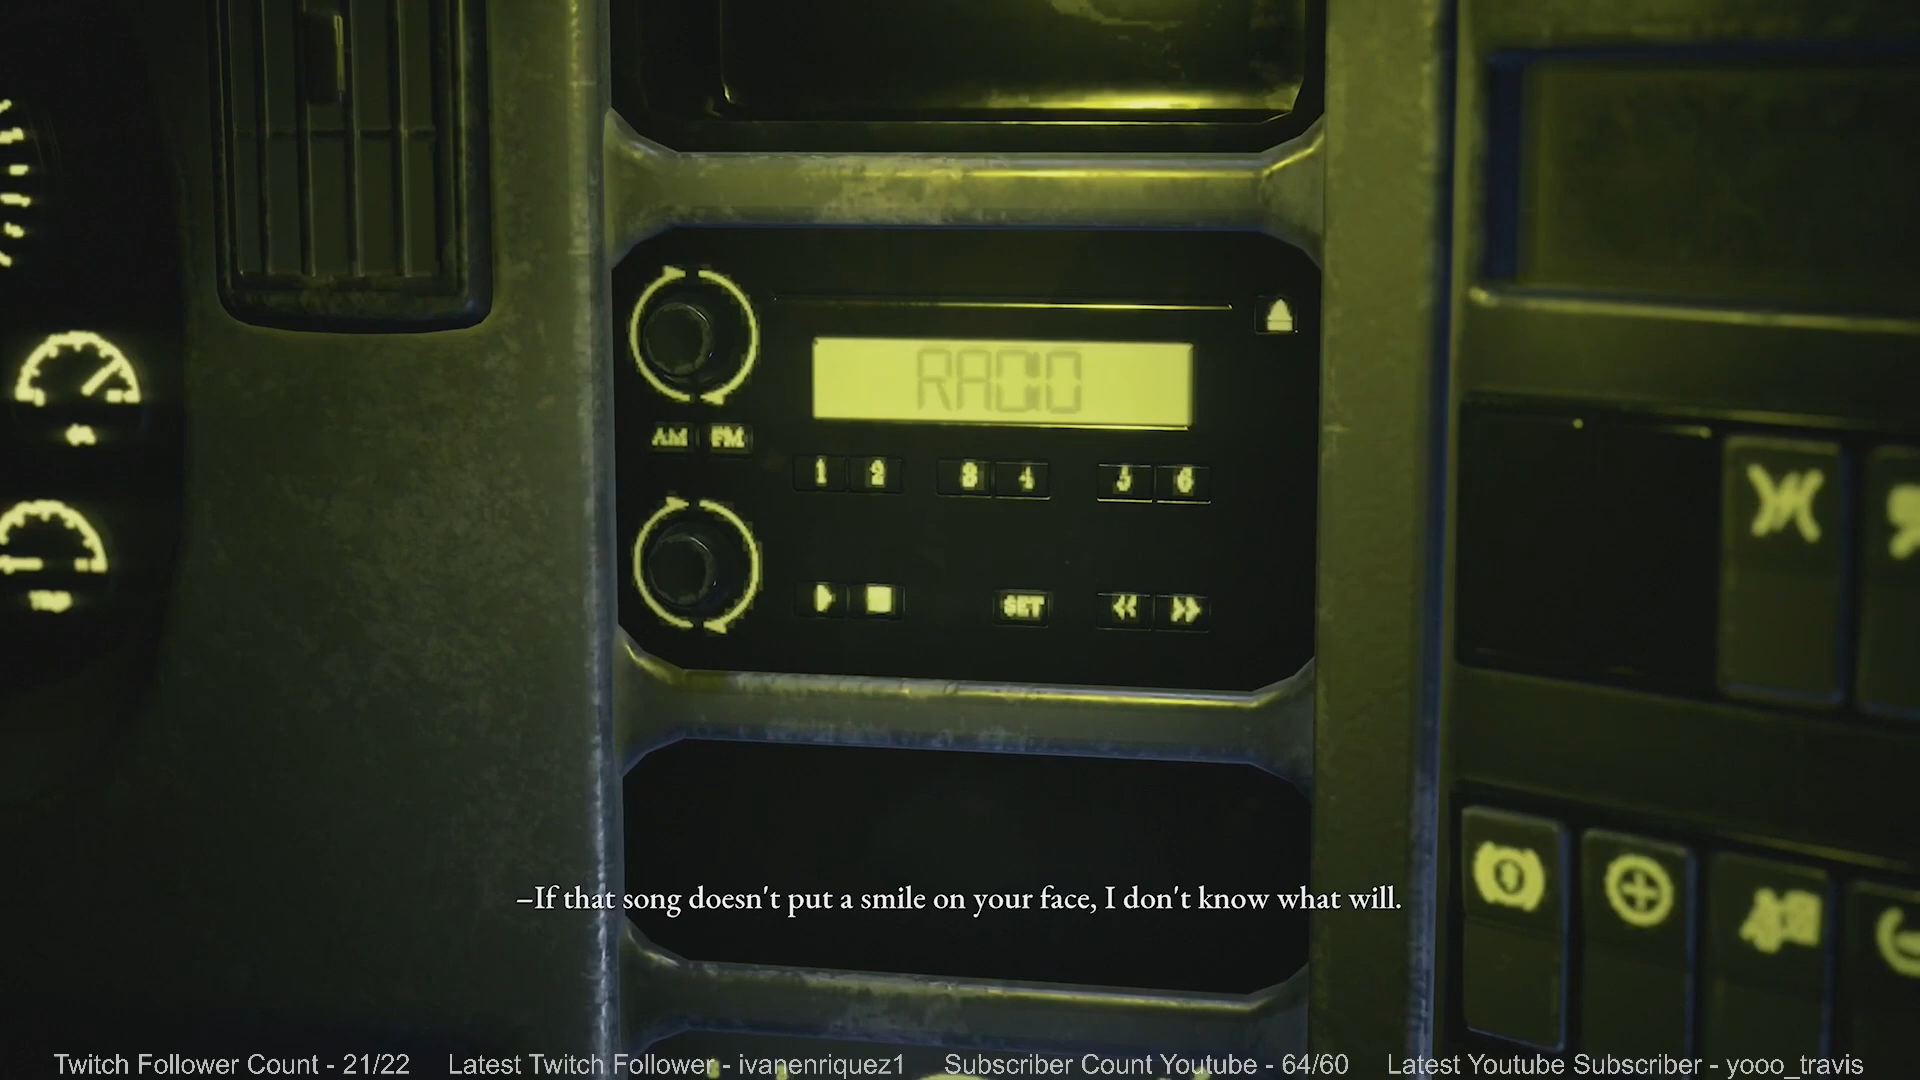 RADIO
AM FM
1 2 3 4 5 6
SET
–If that song doesn't put a smile on your face, I don't know what will.
Twitch Follower Count - 21/22 Latest Twitch Follower - ivanenriquez1 Subscriber Count Youtube - 64/60 Latest Youtube Subscriber - yooo_travis